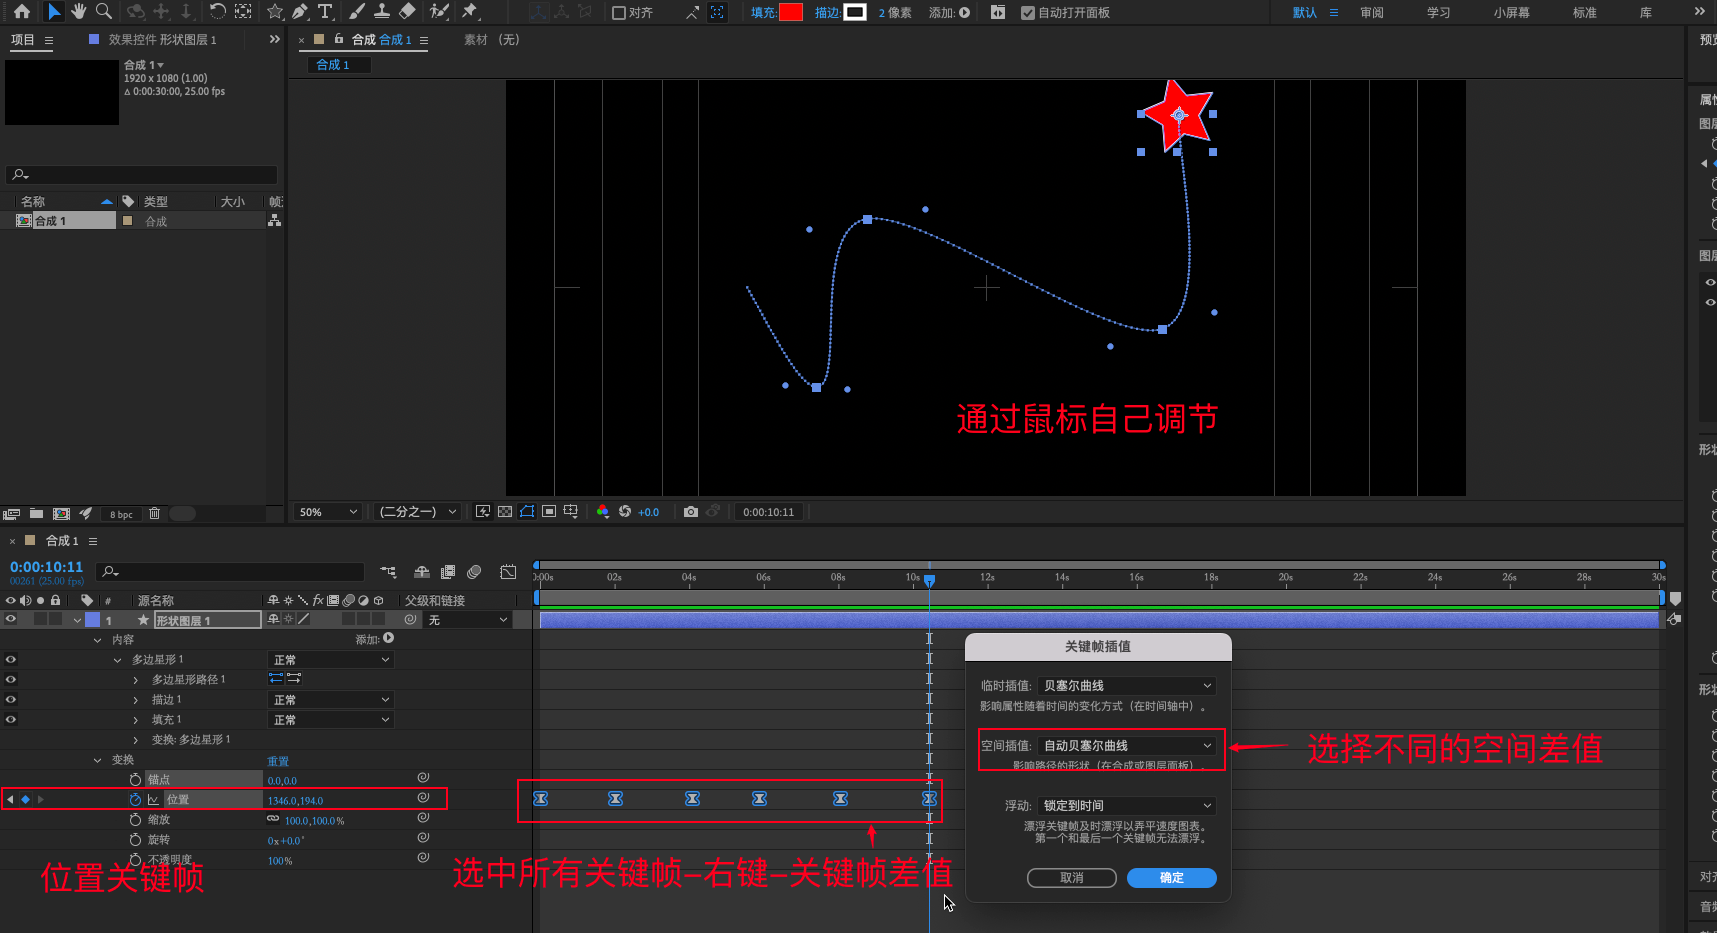 对齐
填充:
描边:
2 像素
添加:
自动打开面板
默认
审阅
学习
小屏幕
标准
库
项目
效果控件 形状图层 1
合成 合成 1
素材 (无)
合成 1
合成 1
1920 x 1080 (1.00)
Δ 0:00:30:00, 25.00 fps
名称
类型
大小
合成 1
合成
通过鼠标自己调节
8 bpc
50%
(二分之一)
+0.0
0:00:10:11
合成 1
0:00:10:11
00261 (25.00 fps)
0:00s 02s 04s 06s 08s 10s 12s 14s 16s 18s 20s 22s 24s 26s 28s 30s
# 源名称
fx
父级和链接
1 形状图层 1
无
内容
添加:
多边星形 1
正常
多边星形路径 1
描边 1
正常
填充 1
正常
变换: 多边星形 1
变换
重置
锚点
0.0,0.0
位置
1346.0,194.0
缩放
100.0,100.0%
旋转
0x+0.0°
不透明度
100%
位置关键帧
选中所有关键帧-右键-关键帧差值
关键帧插值
临时插值: 贝塞尔曲线
影响属性随着时间的变化方式（在时间轴中）。
空间插值: 自动贝塞尔曲线
影响路径的形状（在合成或图层面板）。
选择不同的空间差值
浮动: 锁定到时间
漂浮关键帧及时漂浮以弄平速度图表。
第一个和最后一个关键帧无法漂浮。
取消
确定